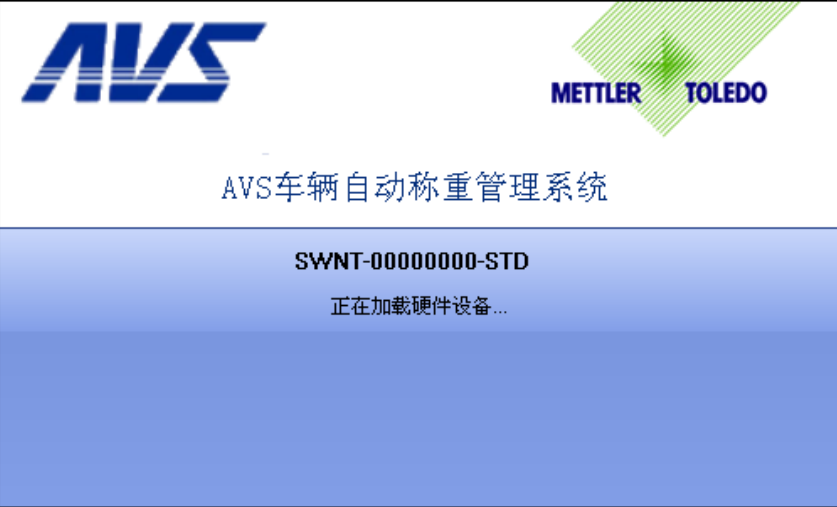 AVS
METTLER TOLEDO
AVS车辆自动称重管理系统
SWNT-00000000-STD
正在加载硬件设备...